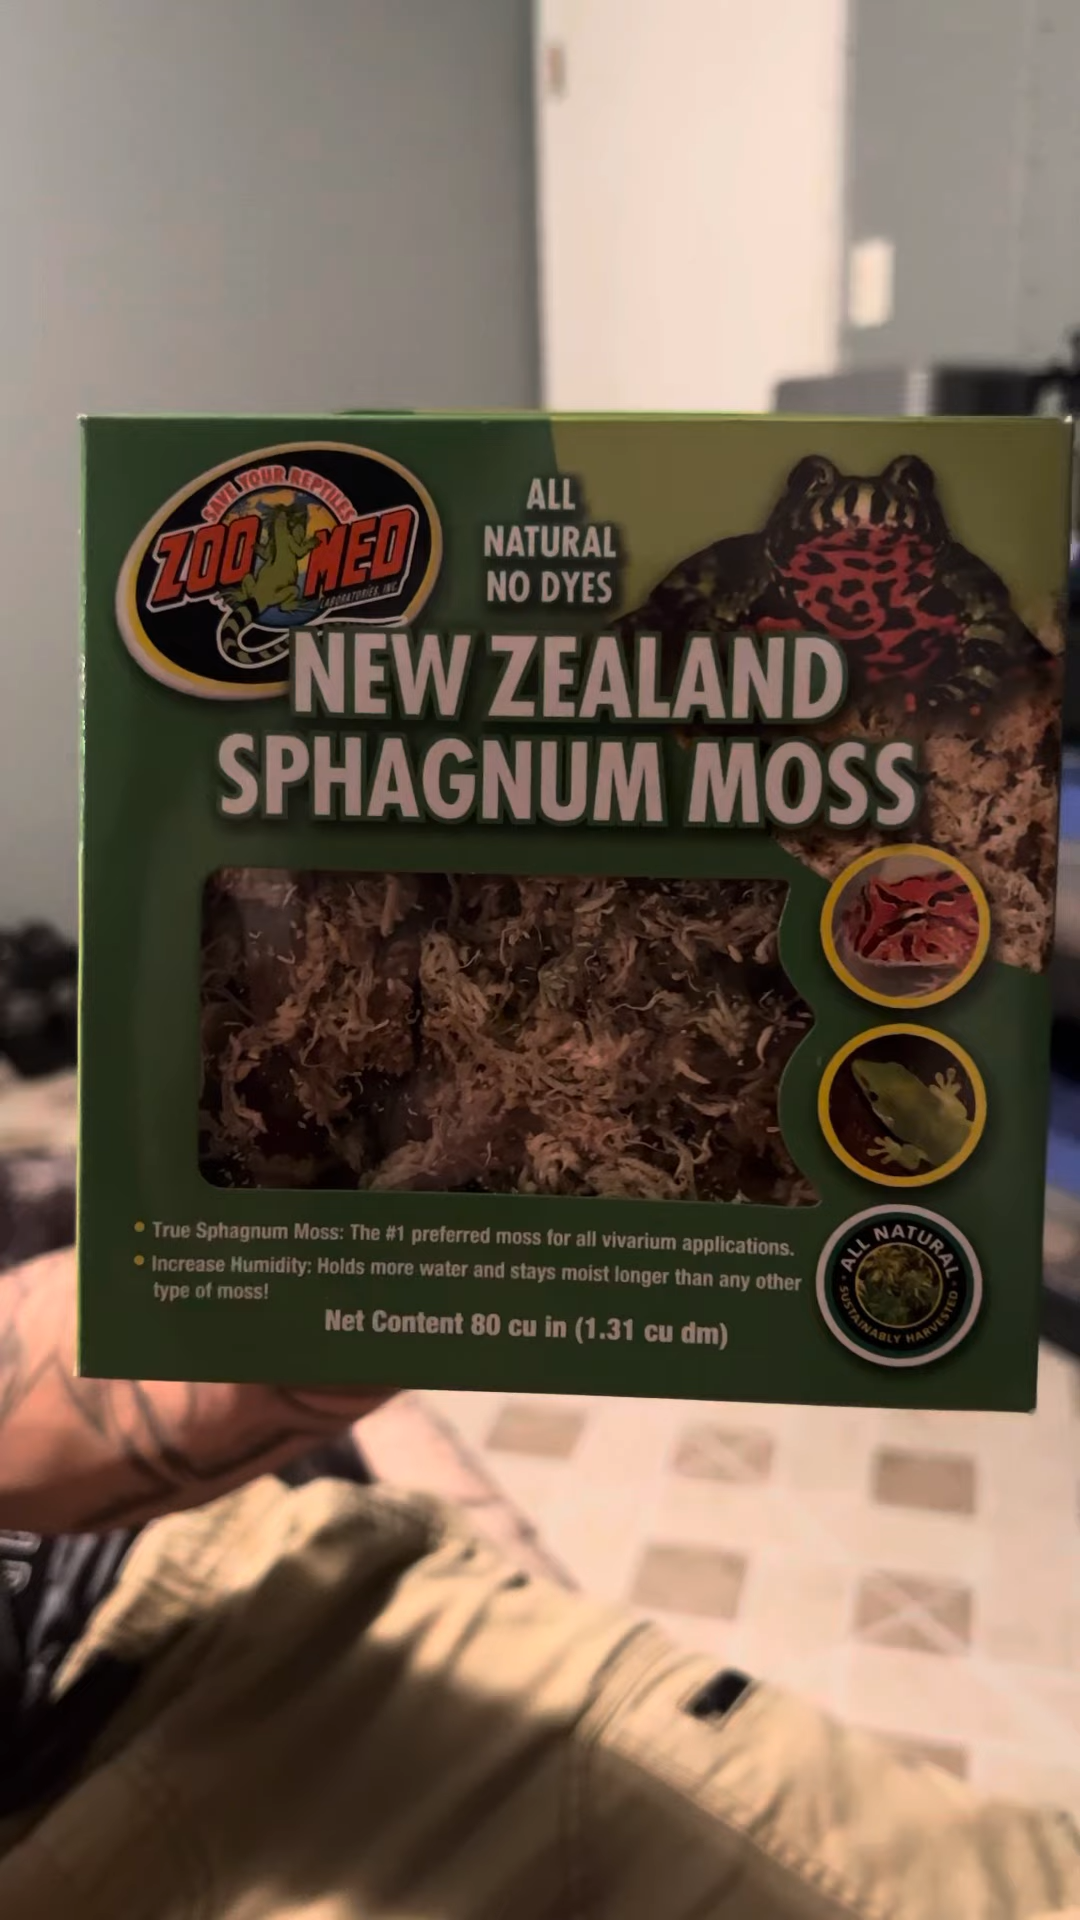 SAVE YOUR REPTILES
ZOO MED
LABORATORIES, INC.
ALL
NATURAL
NO DYES
NEW ZEALAND
SPHAGNUM MOSS
True Sphagnum Moss: The #1 preferred moss for all vivarium applications.
Increase Humidity: Holds more water and stays moist longer than any other
type of moss!
Net Content 80 cu in (1.31 cu dm)
ALL NATURAL
SUSTAINABLY HARVESTED